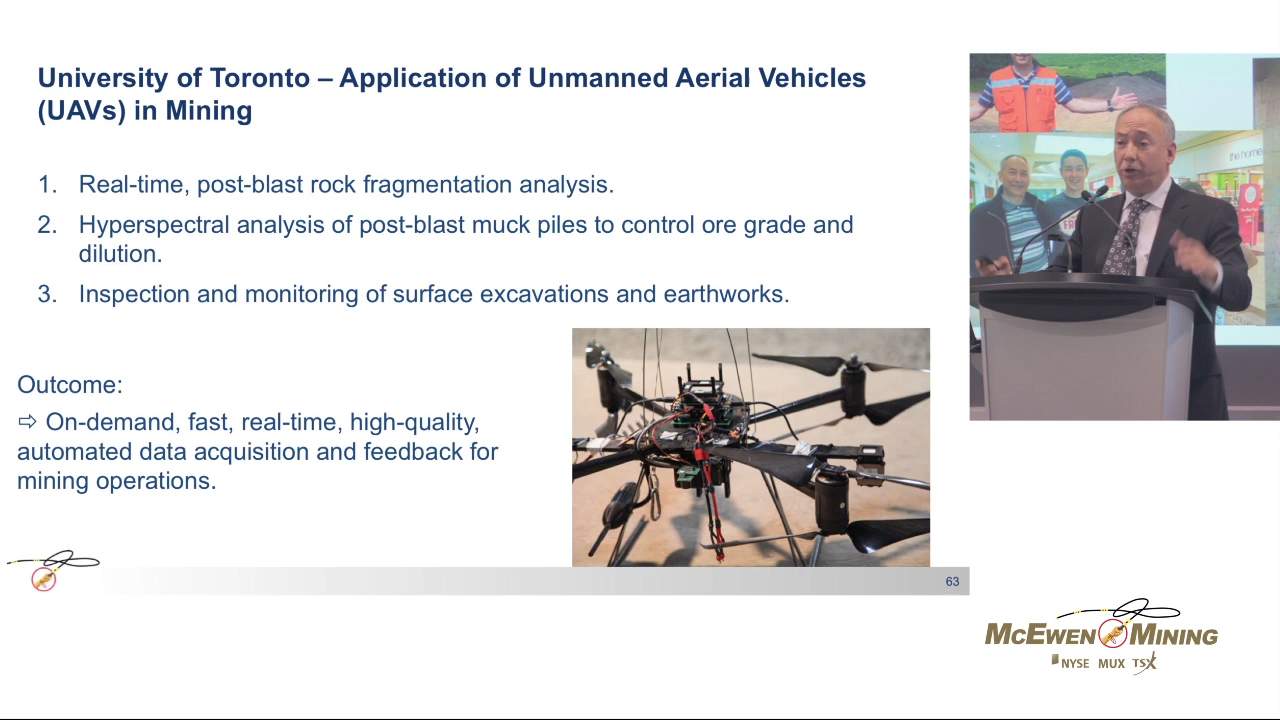 University of Toronto – Application of Unmanned Aerial Vehicles
(UAVs) in Mining
1. Real-time, post-blast rock fragmentation analysis.
2. Hyperspectral analysis of post-blast muck piles to control ore grade and
dilution.
3. Inspection and monitoring of surface excavations and earthworks.
Outcome:
⇨ On-demand, fast, real-time, high-quality,
automated data acquisition and feedback for
mining operations.
63
the home
McEwen Mining
NYSE MUX TSX